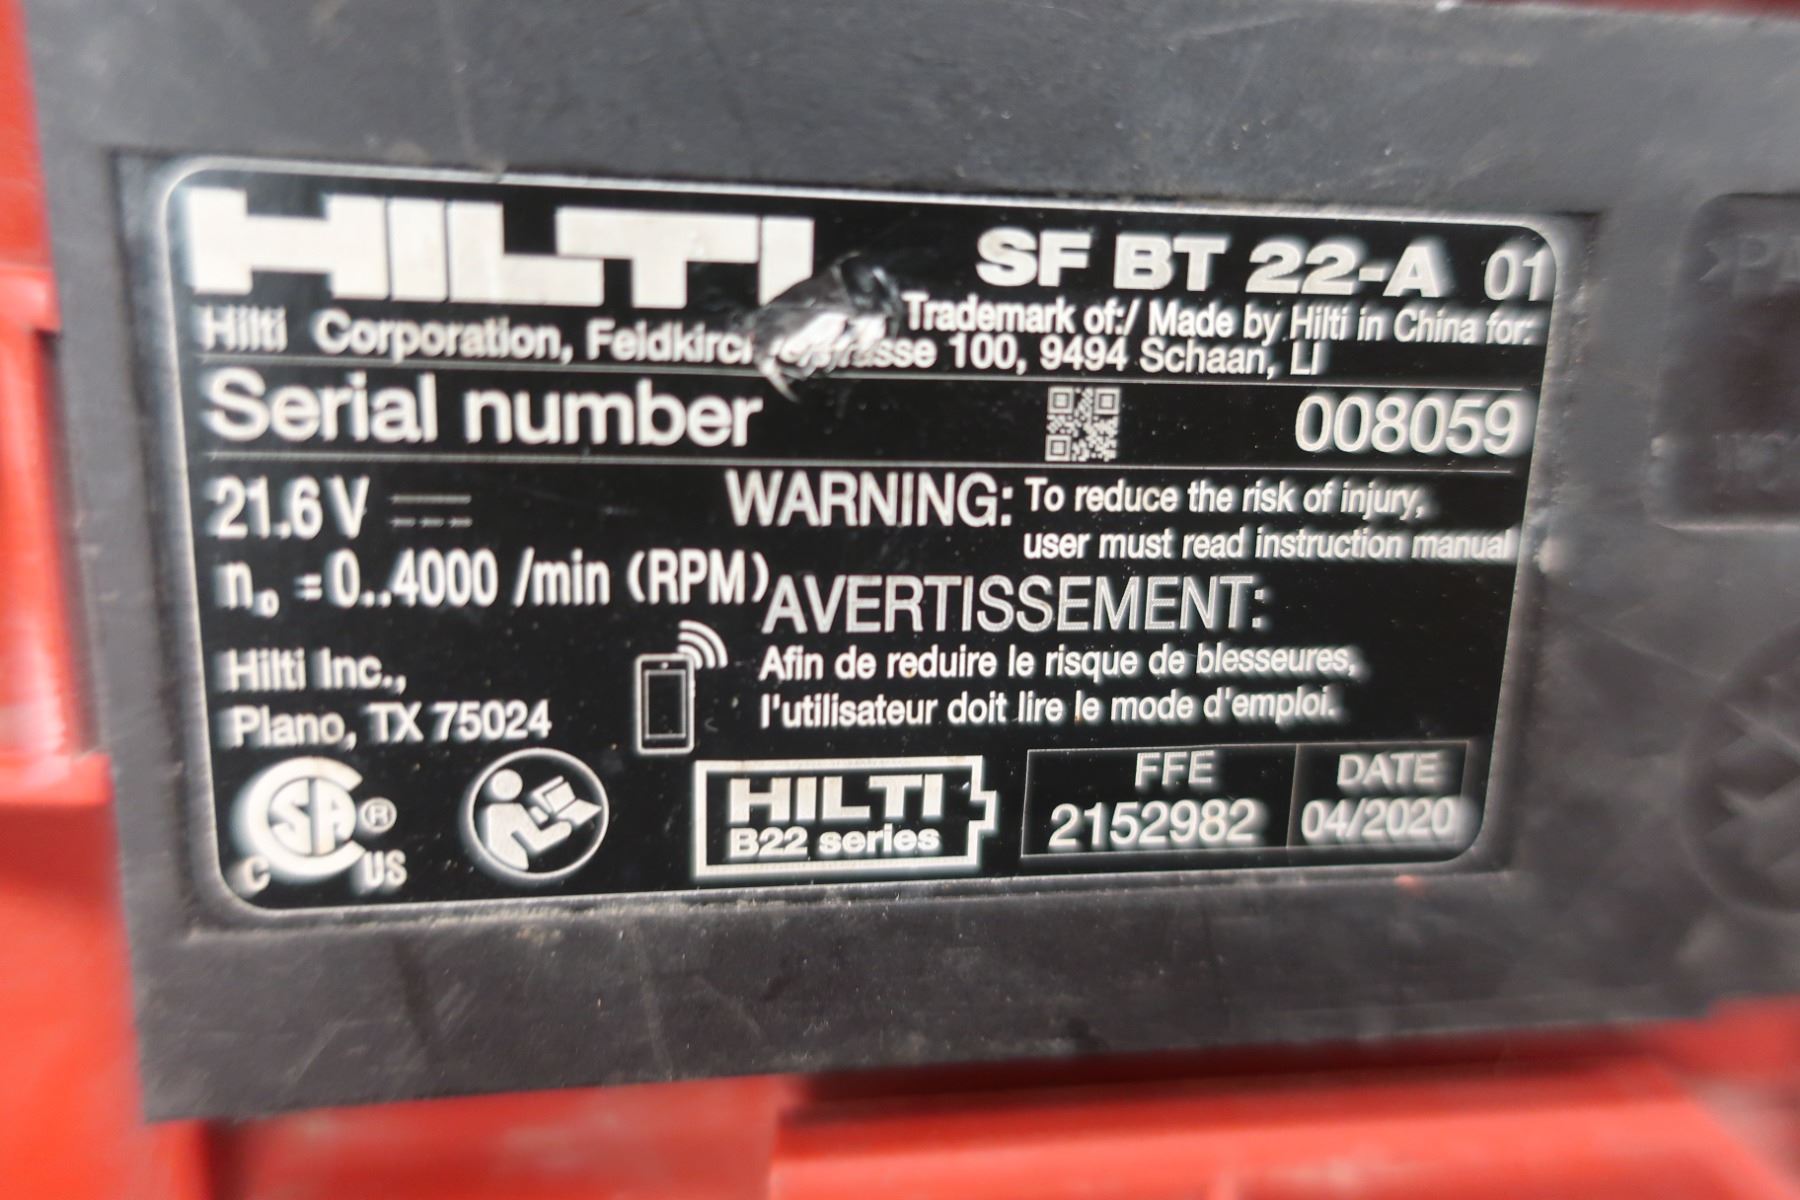 HILTI
SF BT 22-A 01
Trademark of:/ Made by Hilti in China for:
Hilti Corporation, 100, 9494 Schaan, LI
Serial number 008059
21.6 V
n₀ = 0..4000 /min (RPM)
WARNING: To reduce the risk of injury,
user must read instruction manual
AVERTISSEMENT:
Afin de reduire le risque de blesseures,
l'utilisateur doit lire le mode d'emploi.
Hilti Inc.,
Plano, TX 75024
C SA ® US
HILTI
B22 series
FFE
2152982
DATE
04/2020